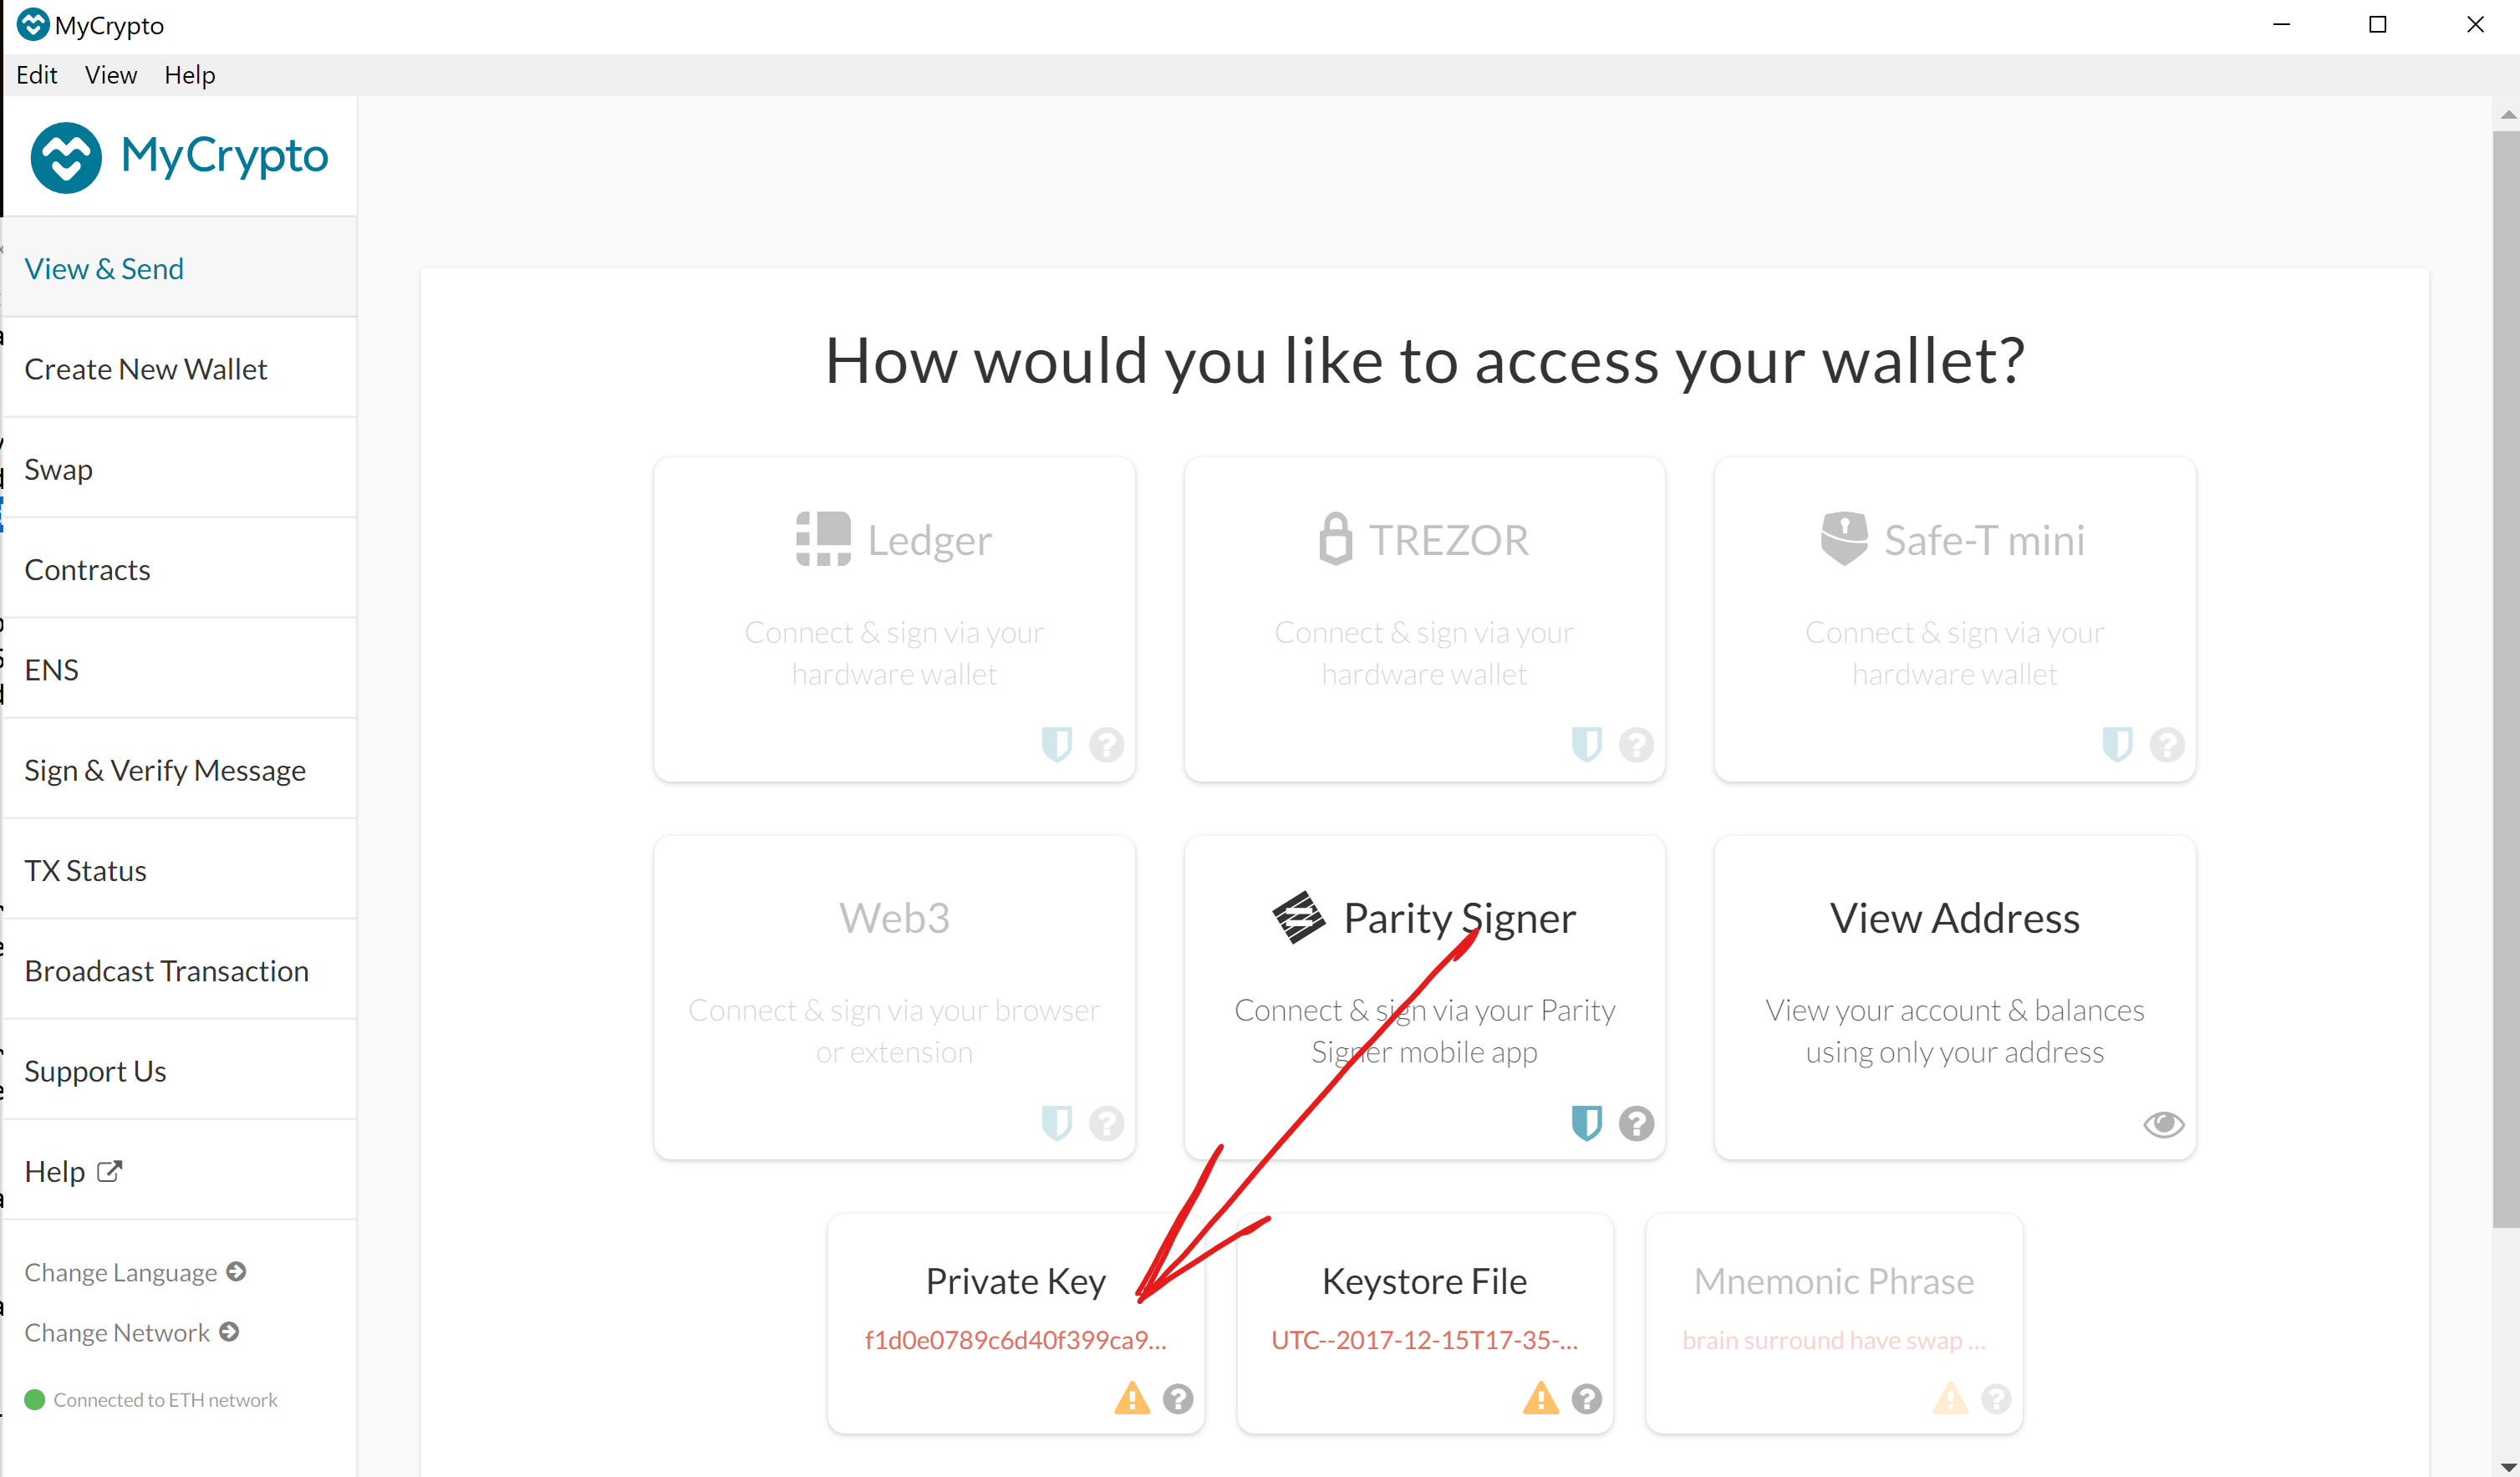 MyCrypto
Edit View Help
MyCrypto
View & Send
Create New Wallet
Swap
Contracts
ENS
Sign & Verify Message
TX Status
Broadcast Transaction
Support Us
Help
Change Language
Change Network
Connected to ETH network
How would you like to access your wallet?
Ledger
Connect & sign via your
hardware wallet
TREZOR
Connect & sign via your
hardware wallet
Safe-T mini
Connect & sign via your
hardware wallet
Web3
Connect & sign via your browser
or extension
Parity Signer
Connect & sign via your Parity
Signer mobile app
View Address
View your account & balances
using only your address
Private Key
f1d0e0789c6d40f399ca9...
Keystore File
UTC--2017-12-15T17-35-...
Mnemonic Phrase
brain surround have swap ...